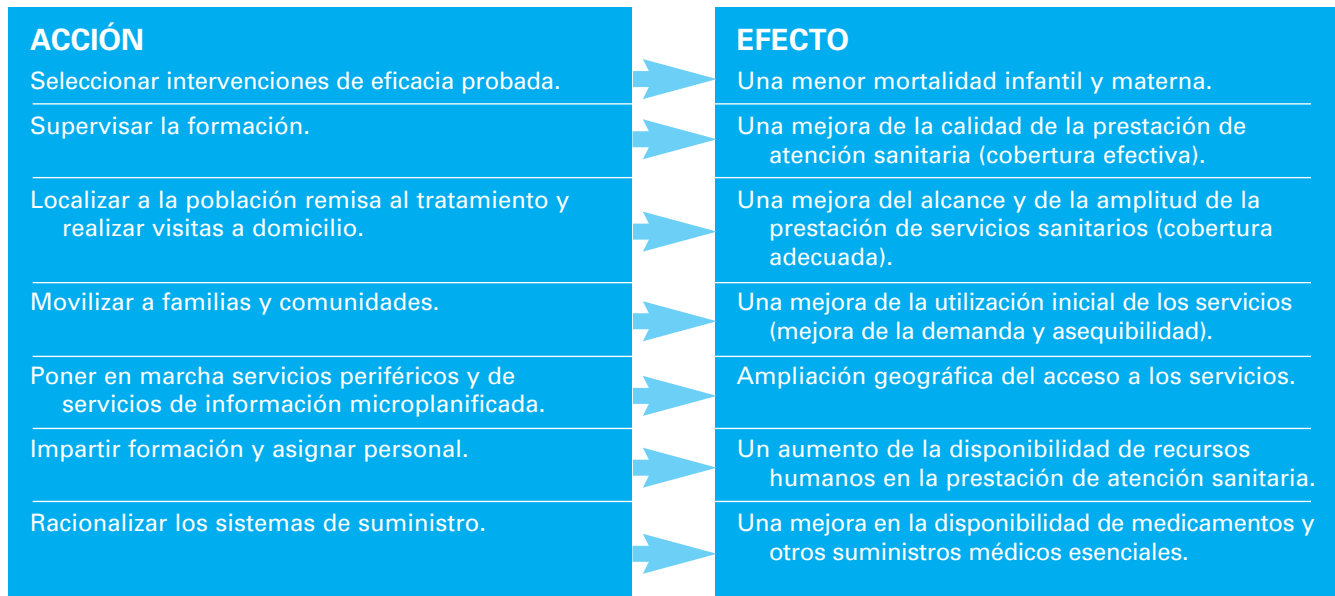 ACCIÓN
Seleccionar intervenciones de eficacia probada.
Supervisar la formación.
Localizar a la población remisa al tratamiento y
realizar visitas a domicilio.
Movilizar a familias y comunidades.
Poner en marcha servicios periféricos y de
servicios de información microplanificada.
Impartir formación y asignar personal.
Racionalizar los sistemas de suministro.
EFECTO
Una menor mortalidad infantil y materna.
Una mejora de la calidad de la prestación de
atención sanitaria (cobertura efectiva).
Una mejora del alcance y de la amplitud de la
prestación de servicios sanitarios (cobertura
adecuada).
Una mejora de la utilización inicial de los servicios
(mejora de la demanda y asequibilidad).
Ampliación geográfica del acceso a los servicios.
Un aumento de la disponibilidad de recursos
humanos en la prestación de atención sanitaria.
Una mejora en la disponibilidad de medicamentos y
otros suministros médicos esenciales.